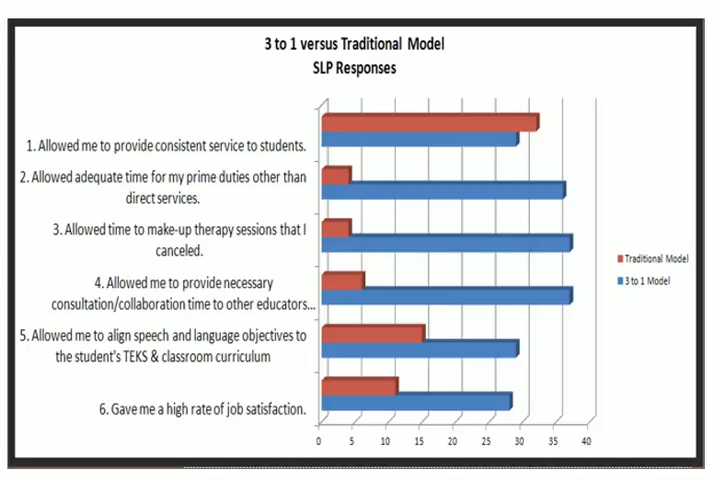 3 to 1 versus Traditional Model
SLP Responses
1. Allowed me to provide consistent service to students.
2. Allowed adequate time for my prime duties other than
direct services.
3. Allowed time to make-up therapy sessions that I
canceled.
4. Allowed me to provide necessary
consultation/collaboration time to other educators...
5. Allowed me to align speech and language objectives to
the student's TEKS & classroom curriculum
6. Gave me a high rate of job satisfaction.
Traditional Model
3 to 1 Model
0 5 10 15 20 25 30 35 40